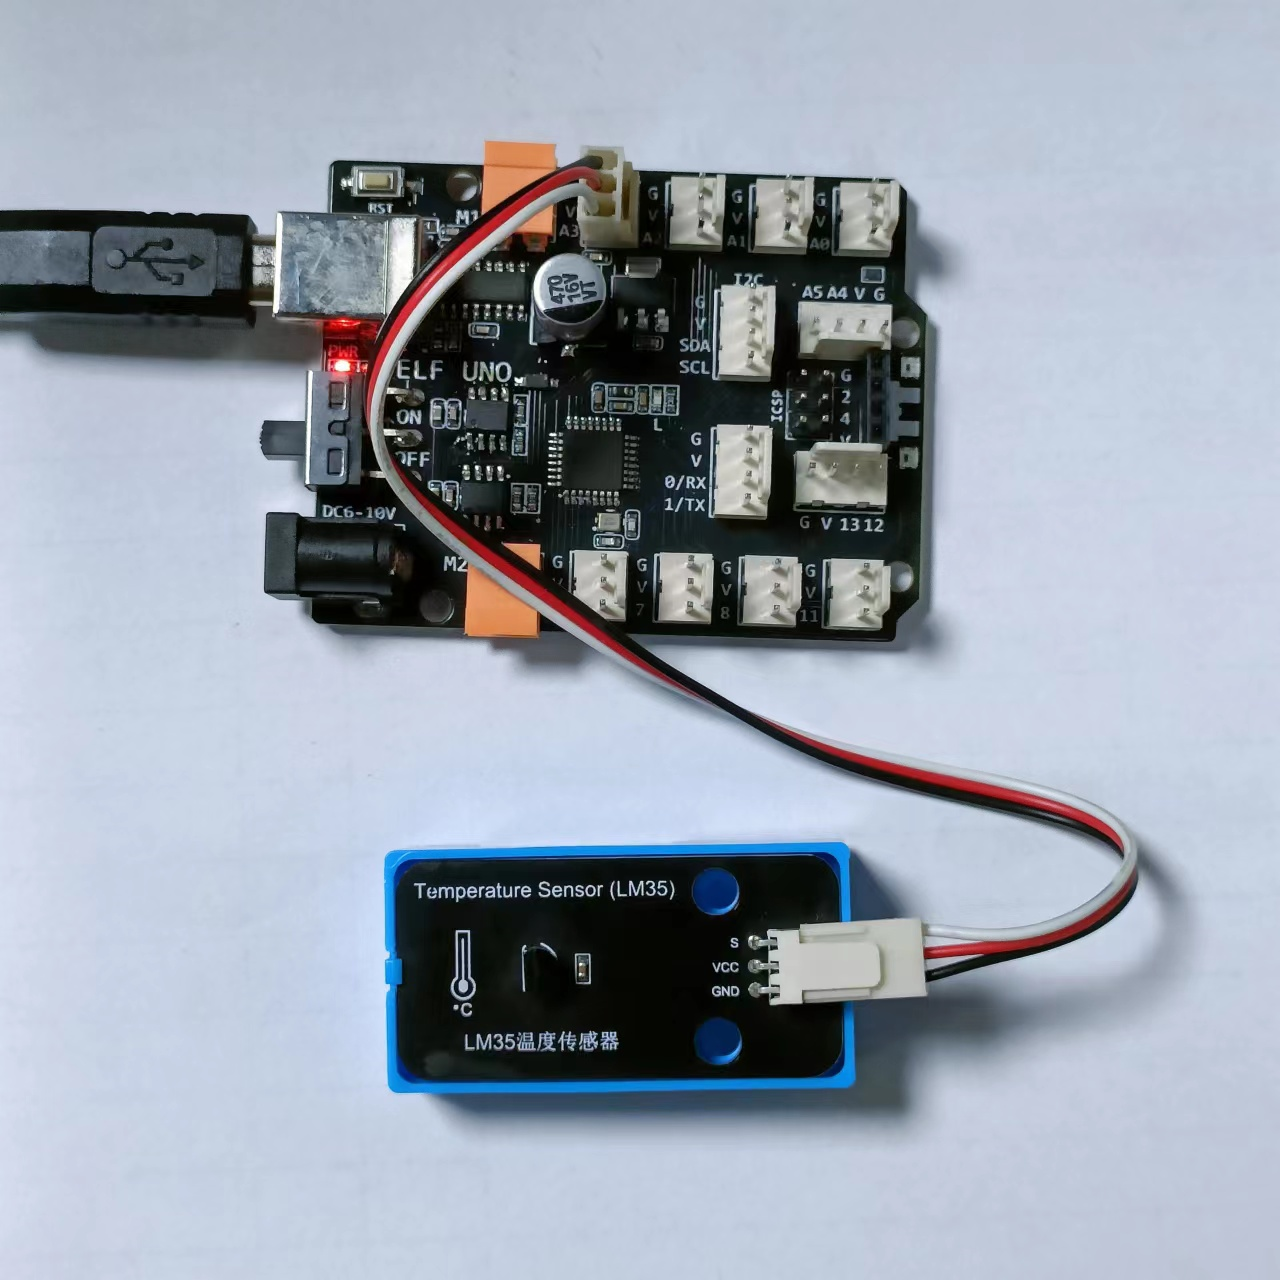 RST
M1
V
A3
G
V
A2
G
V
A1
G
V
A0
470
16V
VT
I2C
G
V
SDA
SCL
A5 A4 V G
PWR
ELF UNO
ON
OFF
L
ICSP
G
2
4
G
V
0/RX
1/TX
G V 13 12
DC6-10V
M2
G
G
V
7
G
V
8
G
V
11
Temperature Sensor (LM35)
S
VCC
GND
°C
LM35温度传感器